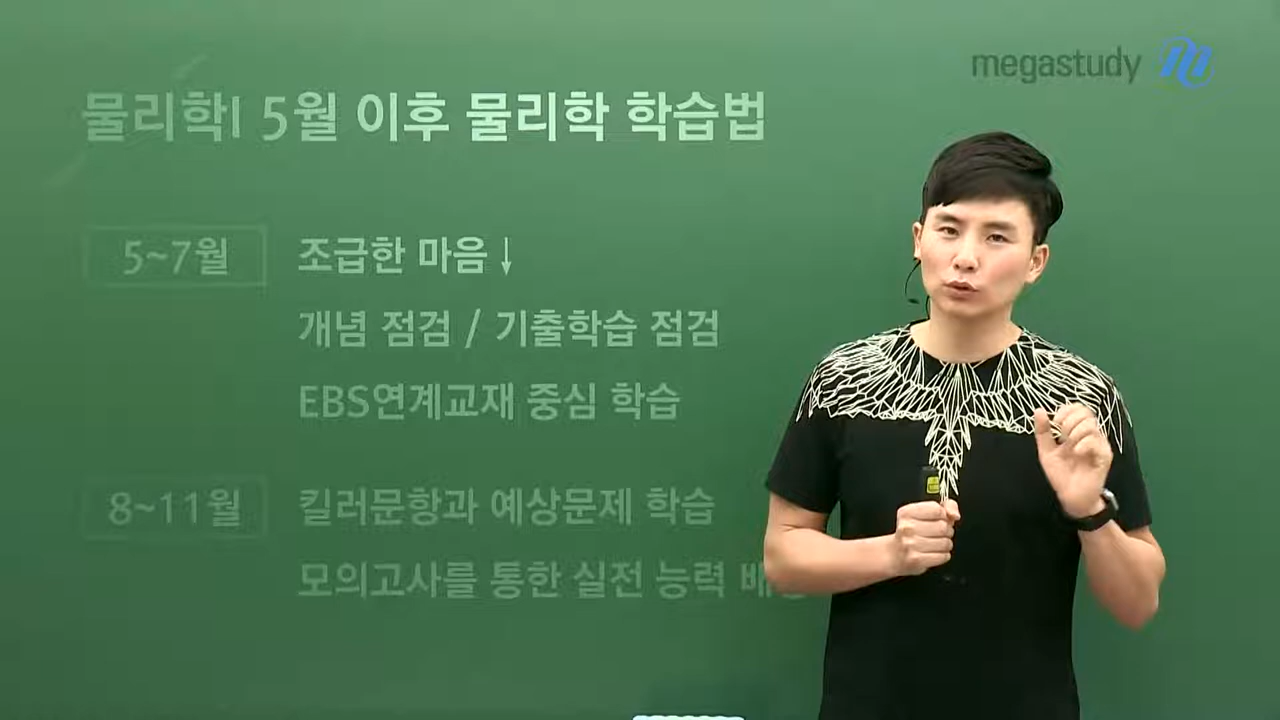 megastudy
물리학I 5월 이후 물리학 학습법
5~7월 조급한 마음↓
개념 점검 / 기출학습 점검
EBS연계교재 중심 학습
8~11월 킬러문항과 예상문제 학습
모의고사를 통한 실전 능력